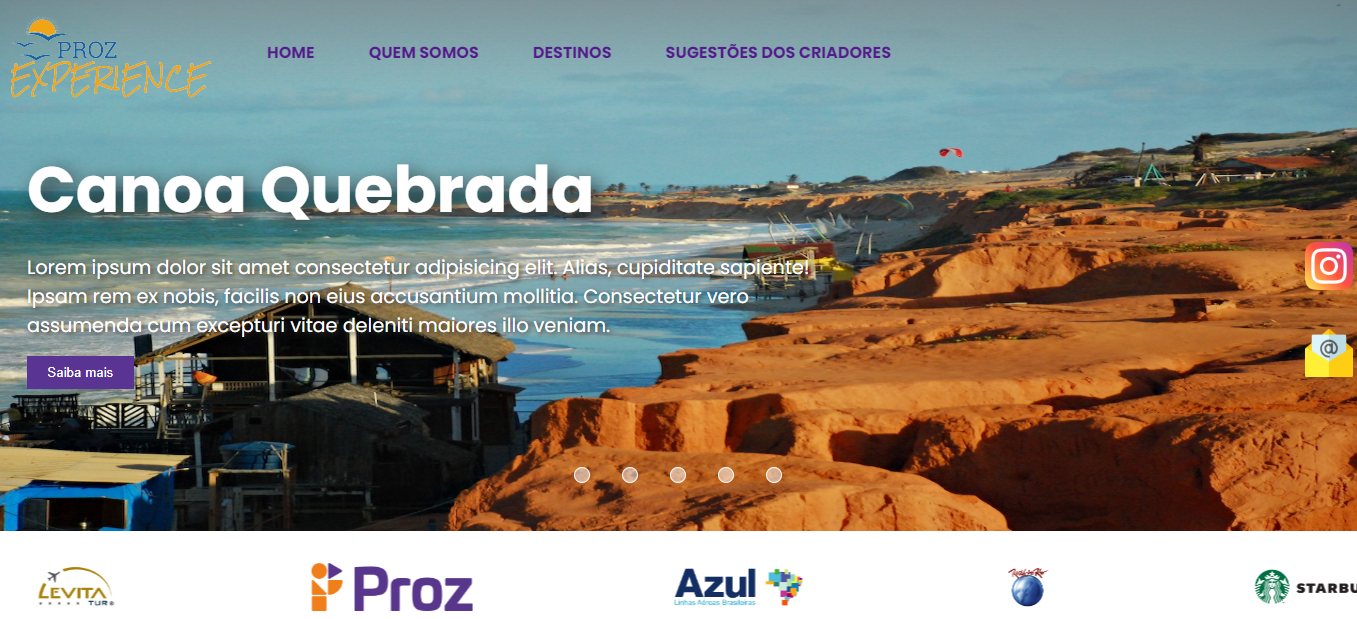 PROZ
EXPERIENCE
HOME QUEM SOMOS DESTINOS SUGESTÕES DOS CRIADORES
Canoa Quebrada
Lorem ipsum dolor sit amet consectetur adipisicing elit. Alias, cupiditate sapiente!
Ipsam rem ex nobis, facilis non eius accusantium mollitia. Consectetur vero
assumenda cum excepturi vitae deleniti maiores illo veniam.
Saiba mais
@
LEVITA
TUR
Proz
Azul
Linhas Aéreas Brasileiras
Rock in Rio
STARBU